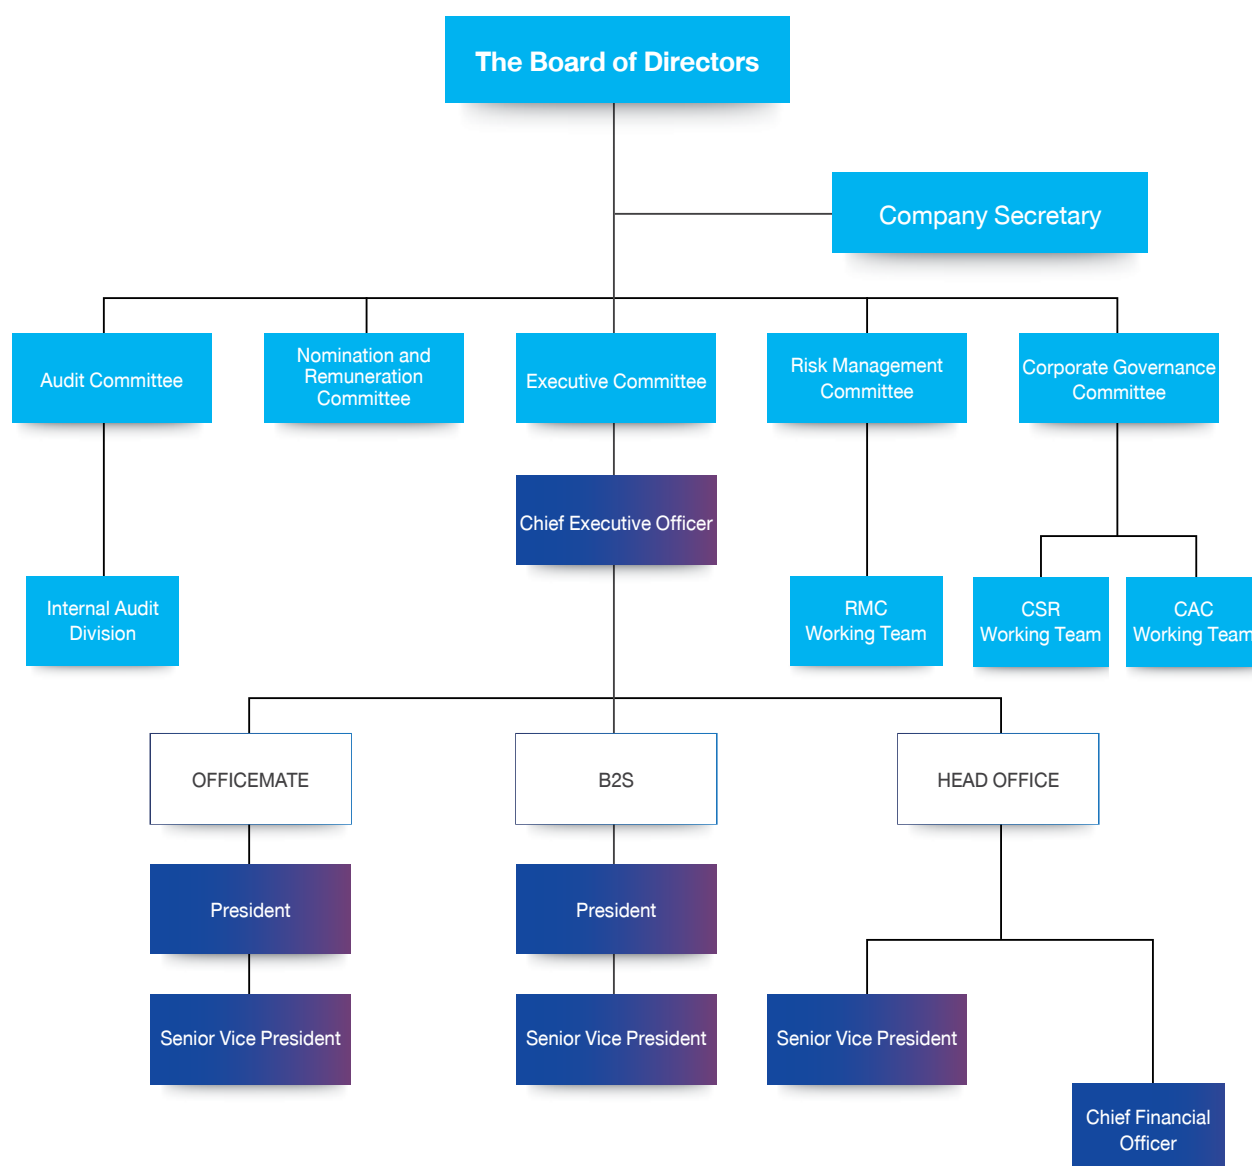 The Board of Directors
Company Secretary
Audit Committee
Nomination and
Remuneration
Committee
Executive Committee
Risk Management
Committee
Corporate Governance
Committee
Chief Executive Officer
Internal Audit
Division
RMC
Working Team
CSR
Working Team
CAC
Working Team
OFFICEMATE
B2S
HEAD OFFICE
President
President
Senior Vice President
Senior Vice President
Senior Vice President
Chief Financial
Officer